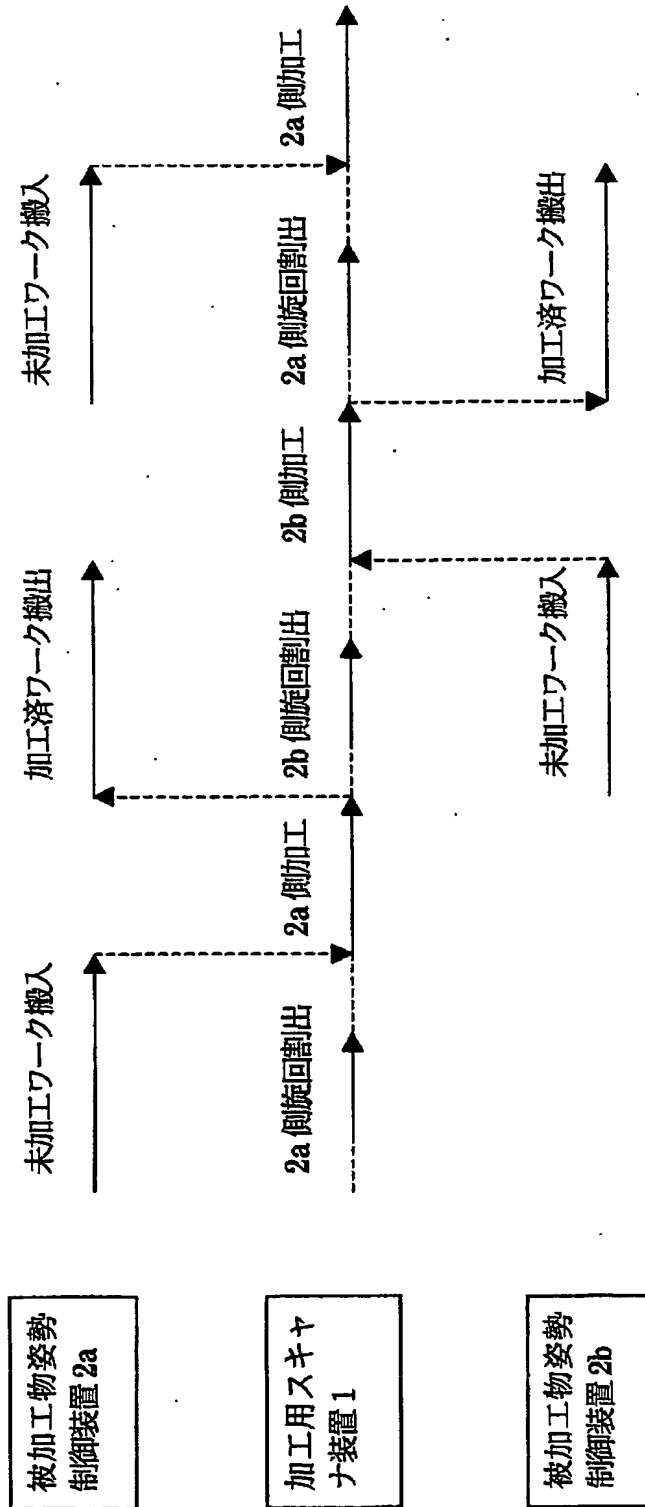 被加工物姿勢
制御装置 2a
未加工ワーク搬入
加工済ワーク搬出
未加工ワーク搬入
加工用スキャ
ナ装置 1
2a 側旋回割出
2a 側加工
2b 側旋回割出
2b 側加工
2a 側旋回割出
2a 側加工
被加工物姿勢
制御装置 2b
未加工ワーク搬入
加工済ワーク搬出